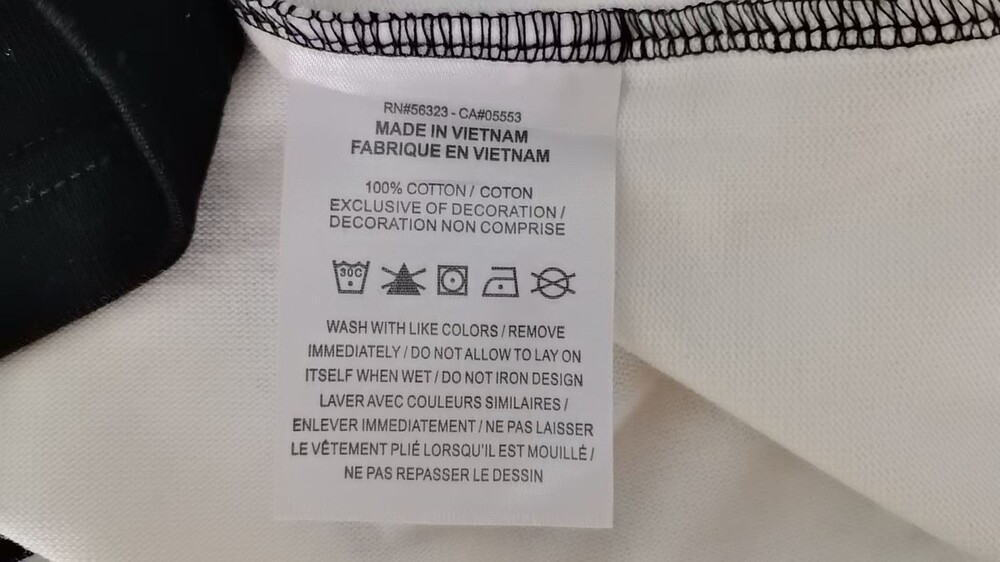 RN#56323 - CA#05553
MADE IN VIETNAM
FABRIQUE EN VIETNAM
100% COTTON / COTON
EXCLUSIVE OF DECORATION /
DECORATION NON COMPRISE
30C
WASH WITH LIKE COLORS / REMOVE
IMMEDIATELY / DO NOT ALLOW TO LAY ON
ITSELF WHEN WET / DO NOT IRON DESIGN
LAVER AVEC COULEURS SIMILAIRES /
ENLEVER IMMEDIATEMENT / NE PAS LAISSER
LE VÊTEMENT PLIÉ LORSQU'IL EST MOUILLÉ /
NE PAS REPASSER LE DESSIN